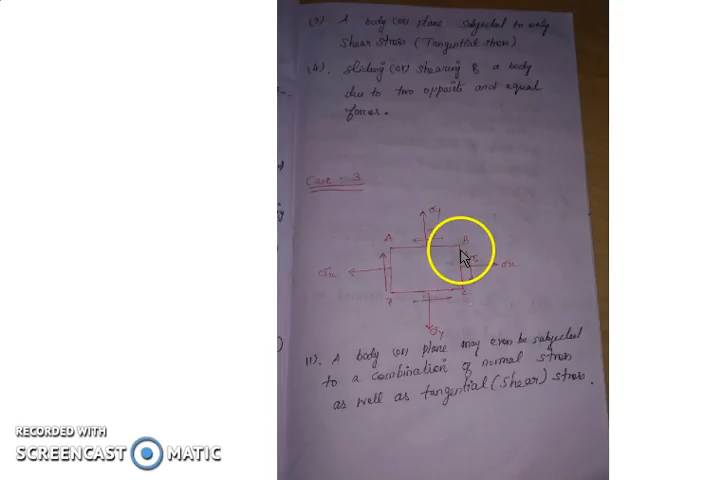 (3). A body (or) plane subjected to only
shear stress (Tangential stress)
(4). sliding (or) shearing of a body
due to two opposite and equal
forces.
Case - 3
σy
A
B
σx
τ
σx
C
σy
(1). A body (or) plane may even be subjected
to a combination of normal stress
as well as tangential (shear) stress.
RECORDED WITH
SCREENCAST MATIC